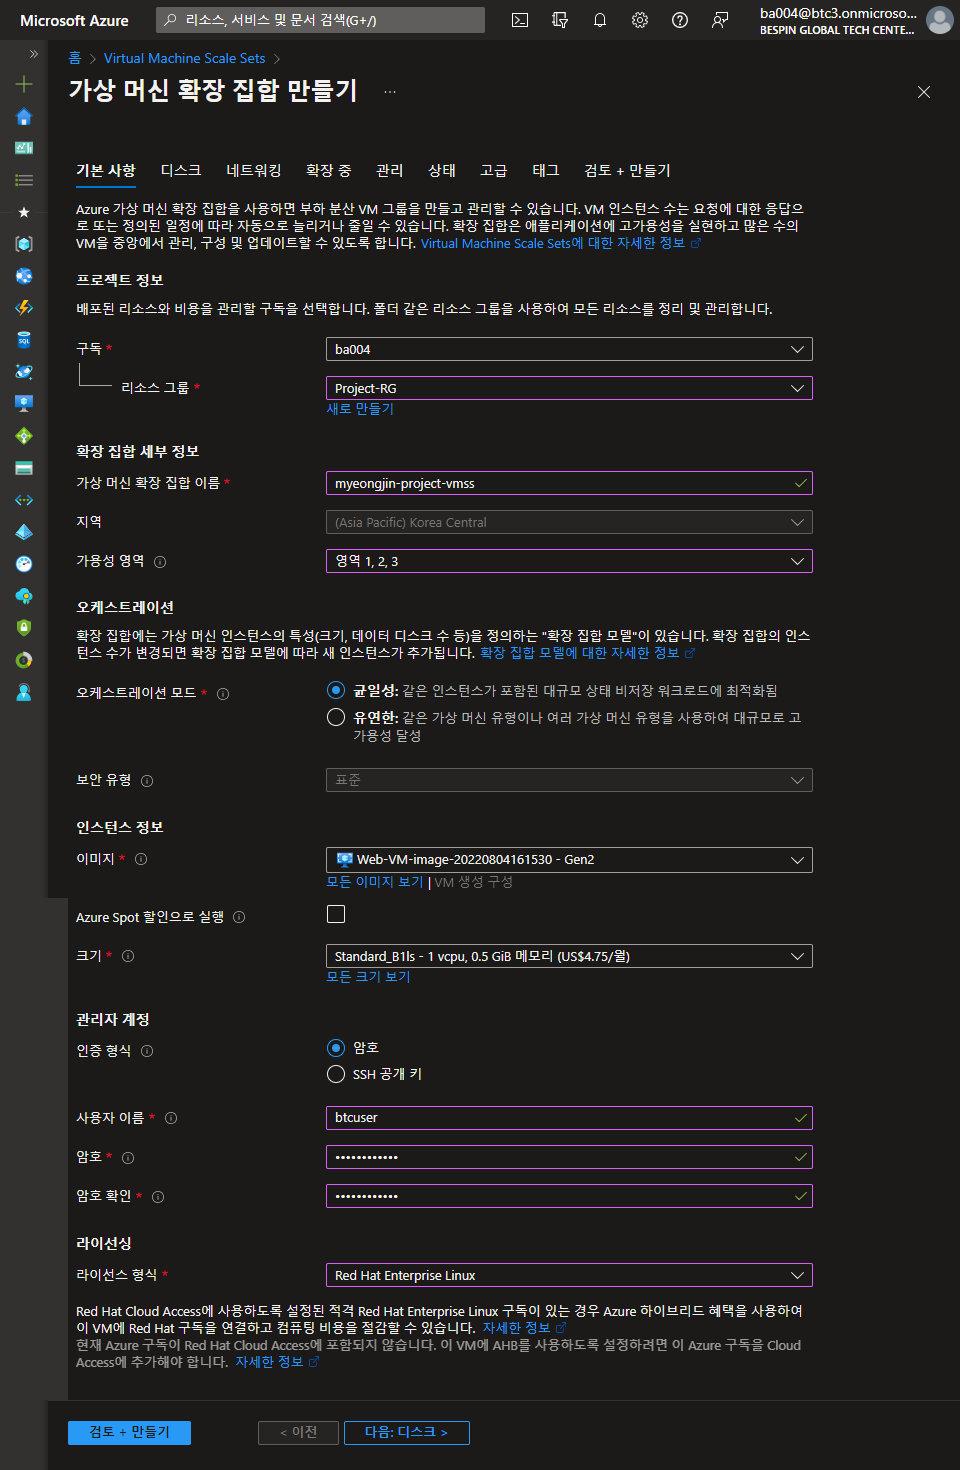 Microsoft Azure
리소스, 서비스 및 문서 검색(G+/)
ba004@btc3.onmicroso...
BESPIN GLOBAL TECH CENTE...
홈 > Virtual Machine Scale Sets >
가상 머신 확장 집합 만들기 ...
기본 사항 디스크 네트워킹 확장 중 관리 상태 고급 태그 검토 + 만들기
Azure 가상 머신 확장 집합을 사용하면 부하 분산 VM 그룹을 만들고 관리할 수 있습니다. VM 인스턴스 수는 요청에 대한 응답으
로 또는 정의된 일정에 따라 자동으로 늘리거나 줄일 수 있습니다. 확장 집합은 애플리케이션에 고가용성을 실현하고 많은 수의
VM을 중앙에서 관리, 구성 및 업데이트할 수 있도록 합니다. Virtual Machine Scale Sets에 대한 자세한 정보
프로젝트 정보
배포된 리소스와 비용을 관리할 구독을 선택합니다. 폴더 같은 리소스 그룹을 사용하여 모든 리소스를 정리 및 관리합니다.
구독 * ba004
리소스 그룹 * Project-RG
새로 만들기
확장 집합 세부 정보
가상 머신 확장 집합 이름 * myeongjin-project-vmss
지역 (Asia Pacific) Korea Central
가용성 영역 영역 1, 2, 3
오케스트레이션
확장 집합에는 가상 머신 인스턴스의 특성(크기, 데이터 디스크 수 등)을 정의하는 "확장 집합 모델"이 있습니다. 확장 집합의 인스
턴스 수가 변경되면 확장 집합 모델에 따라 새 인스턴스가 추가됩니다. 확장 집합 모델에 대한 자세한 정보
오케스트레이션 모드 * 균일성: 같은 인스턴스가 포함된 대규모 상태 비저장 워크로드에 최적화됨
유연한: 같은 가상 머신 유형이나 여러 가상 머신 유형을 사용하여 대규모로 고
가용성 달성
보안 유형 표준
인스턴스 정보
이미지 * Web-VM-image-20220804161530 - Gen2
모든 이미지 보기 | VM 생성 구성
Azure Spot 할인으로 실행
크기 * Standard_B1ls - 1 vcpu, 0.5 GiB 메모리 (US$4.75/월)
모든 크기 보기
관리자 계정
인증 형식 암호
SSH 공개 키
사용자 이름 * btcuser
암호 * ••••••••••••
암호 확인 * ••••••••••••
라이선싱
라이선스 형식 * Red Hat Enterprise Linux
Red Hat Cloud Access에 사용하도록 설정된 적격 Red Hat Enterprise Linux 구독이 있는 경우 Azure 하이브리드 혜택을 사용하여
이 VM에 Red Hat 구독을 연결하고 컴퓨팅 비용을 절감할 수 있습니다. 자세한 정보
현재 Azure 구독이 Red Hat Cloud Access에 포함되지 않습니다. 이 VM에 AHB를 사용하도록 설정하려면 이 Azure 구독을 Cloud
Access에 추가해야 합니다. 자세한 정보
검토 + 만들기 < 이전 다음: 디스크 >